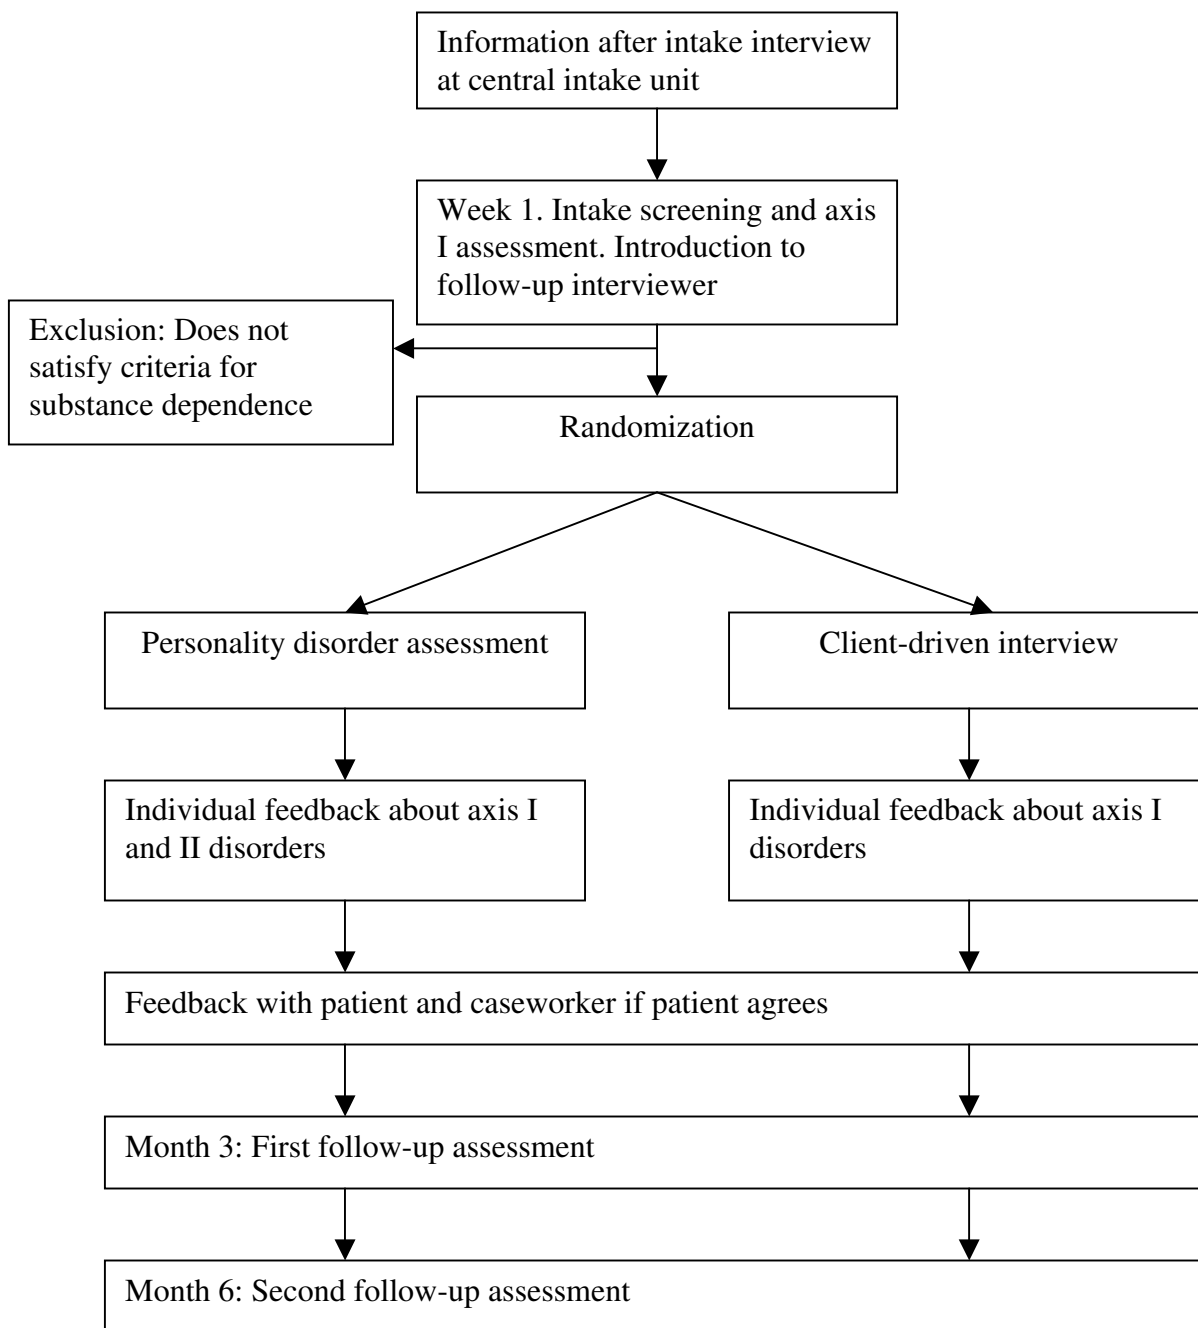 Information after intake interview
at central intake unit
Week 1. Intake screening and axis
I assessment. Introduction to
follow-up interviewer
Exclusion: Does not
satisfy criteria for
substance dependence
Randomization
Personality disorder assessment
Client-driven interview
Individual feedback about axis I
and II disorders
Individual feedback about axis I
disorders
Feedback with patient and caseworker if patient agrees
Month 3: First follow-up assessment
Month 6: Second follow-up assessment